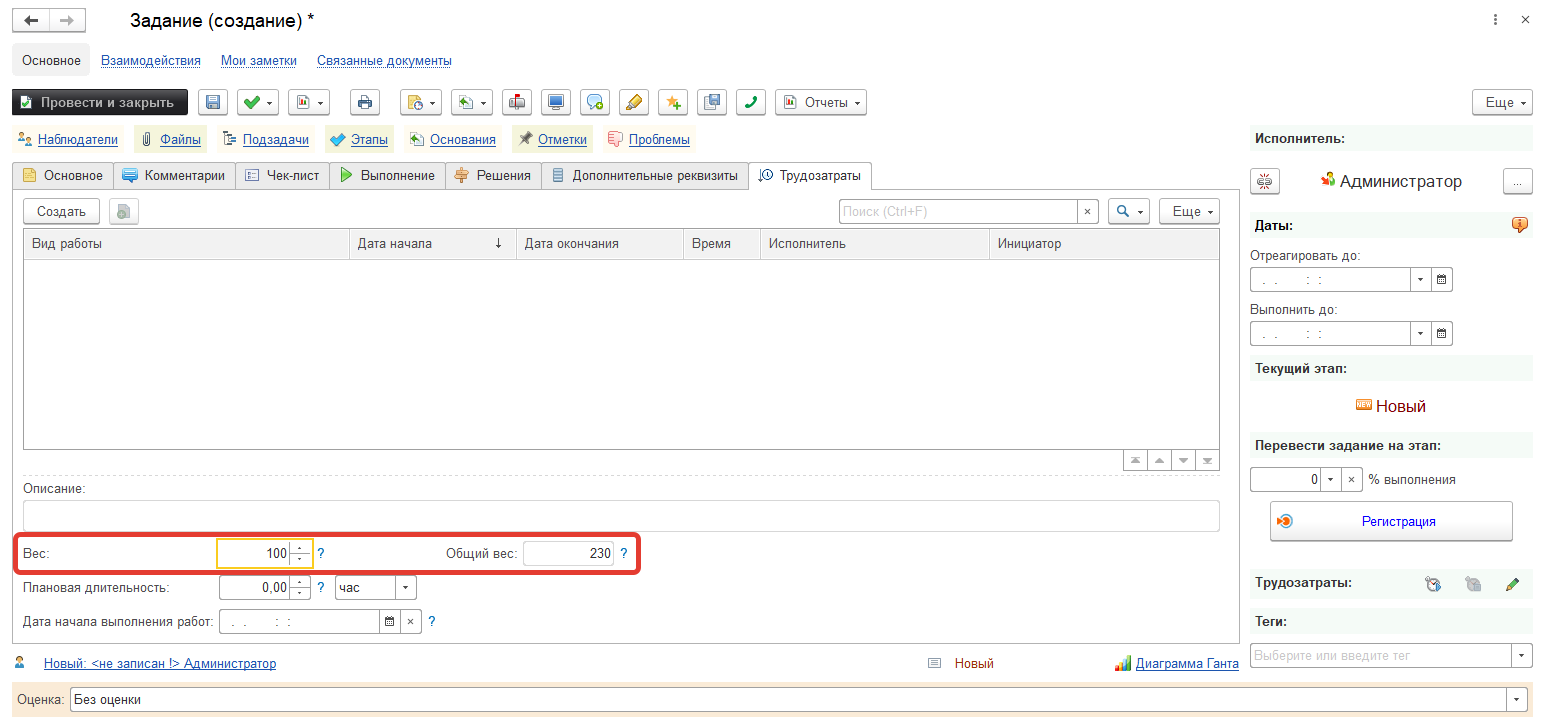 Задание (создание) *
Основное Взаимодействия Мои заметки Связанные документы
Провести и закрыть Отчеты Еще
Наблюдатели Файлы Подзадачи Этапы Основания Отметки Проблемы
Основное Комментарии Чек-лист Выполнение Решения Дополнительные реквизиты Трудозатраты
Создать Поиск (Ctrl+F) × Еще
Вид работы Дата начала ↓ Дата окончания Время Исполнитель Инициатор
Описание:
Вес: 100 ? Общий вес: 230 ?
Плановая длительность: 0,00 ? час
Дата начала выполнения работ: . . : : × ?
Новый: <не записан !> Администратор Новый Диаграмма Ганта
Оценка: Без оценки
Исполнитель:
Администратор ...
Даты:
Отреагировать до:
. . : :
Выполнить до:
. . : :
Текущий этап:
NEW Новый
Перевести задание на этап:
0 × % выполнения
Регистрация
Трудозатраты:
Теги:
Выберите или введите тег